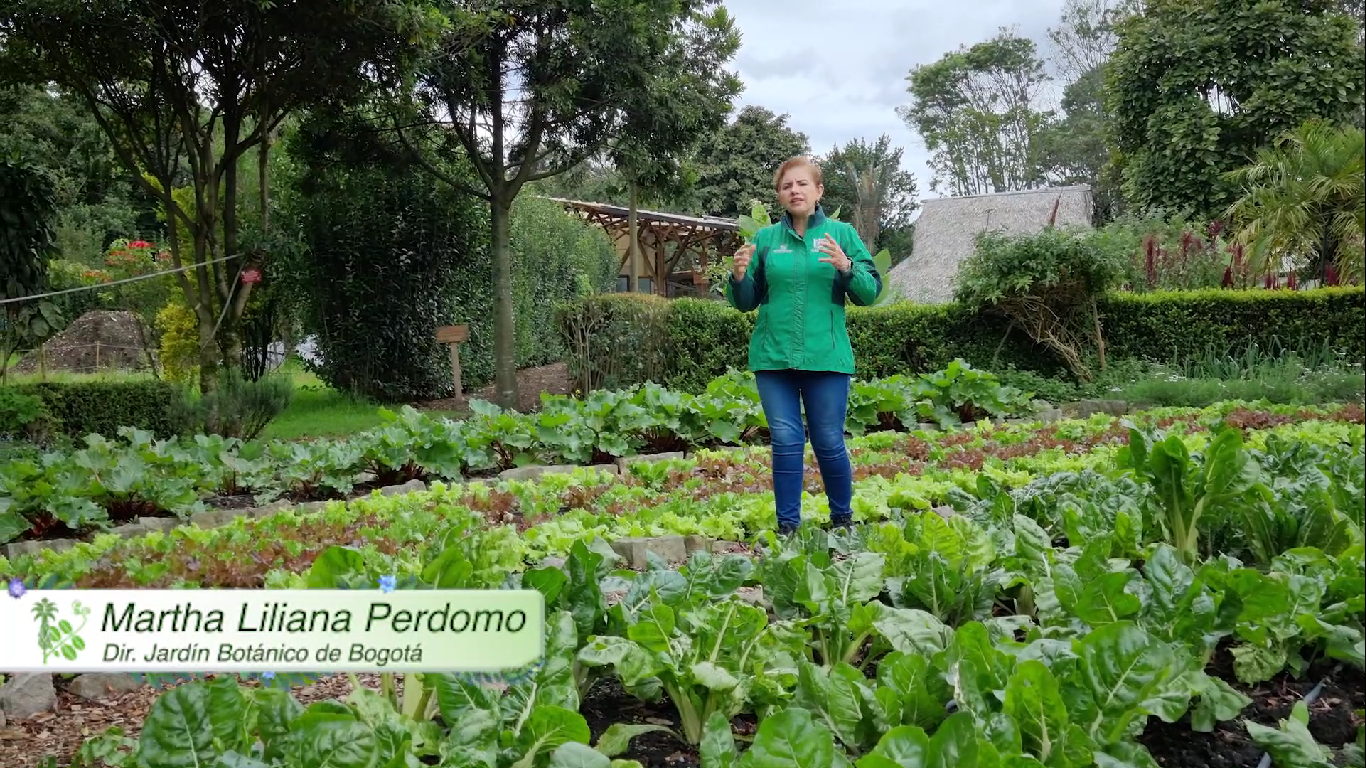 Martha Liliana Perdomo
Dir. Jardín Botánico de Bogotá